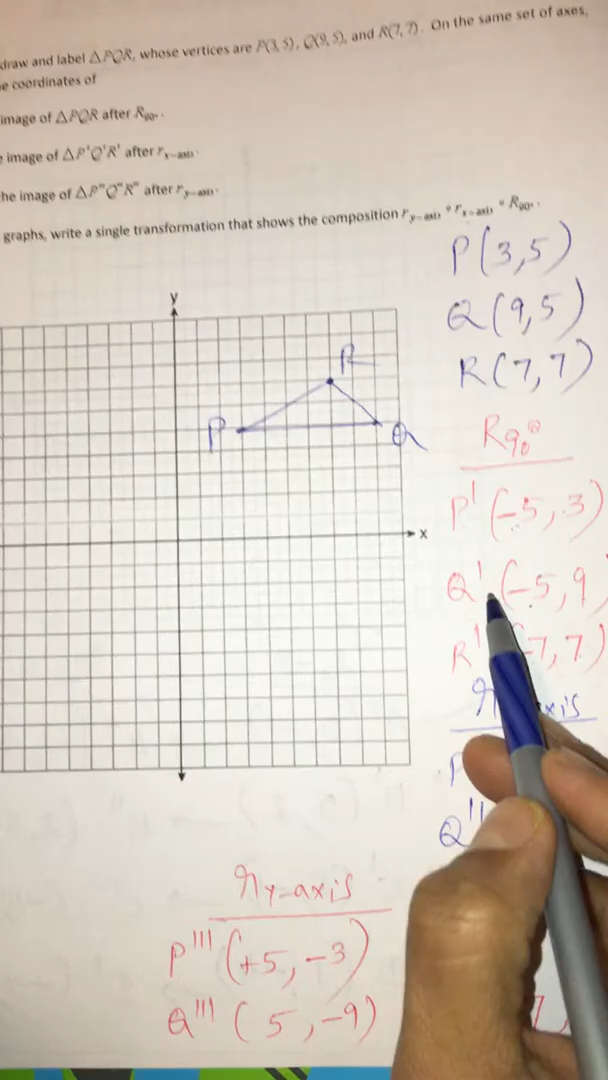 draw and label △PQR, whose vertices are P(3, 5), Q(9, 5), and R(7, 7). On the same set of axes,
e coordinates of
image of △PQR after R90°.
e image of △P'Q'R' after rx−axis.
he image of △P"Q"R" after ry−axis.
graphs, write a single transformation that shows the composition ry−axis ∘ rx−axis ∘ R90°.
P(3,5)
Q(9,5)
R(7,7)
y
R
P
Q
x
R90°
P'(-5,3)
Q'(-5,9
R' -7,7)
xis
P
Q"
ry-axis
P'''(+5,-3)
Q'''(5,-9)